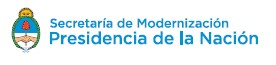 Secretaría de Modernización
Presidencia de la Nación